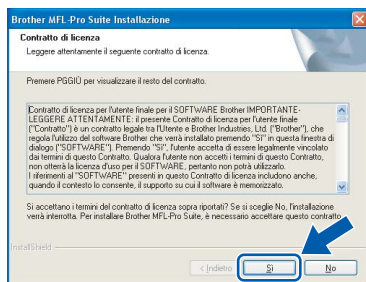 Brother MFL-Pro Suite Installazione
Contratto di licenza
Leggere attentamente il seguente contratto di licenza.
Premere PGGIÙ per visualizzare il resto del contratto.
Contratto di licenza per l'utente finale per il SOFTWARE Brother IMPORTANTE-
LEGGERE ATTENTAMENTE: il presente Contratto di licenza per l'utente finale
("Contratto") è un contratto legale tra l'Utente e Brother Industries, Ltd. ("Brother"), che
regola l'utilizzo del software Brother che verrà installato premendo "Sì" in questa finestra di
dialogo ("SOFTWARE"). Premendo "Sì", l'utente accetta di essere legalmente vincolato
dai termini di questo Contratto. Qualora l'utente non accetti i termini di questo Contratto,
non otterrà la licenza d'uso per il SOFTWARE, pertanto non potrà utilizzarlo.
I riferimenti al "SOFTWARE" presenti in questo Contratto di licenza includono anche,
quando il contesto lo consente, il supporto su cui il software è memorizzato.
Si accettano i termini del contratto di licenza sopra riportati? Se si sceglie No, l'installazione
verrà interrotta. Per installare Brother MFL-Pro Suite, è necessario accettare questo contratto
InstallShield
< Indietro
Sì
No